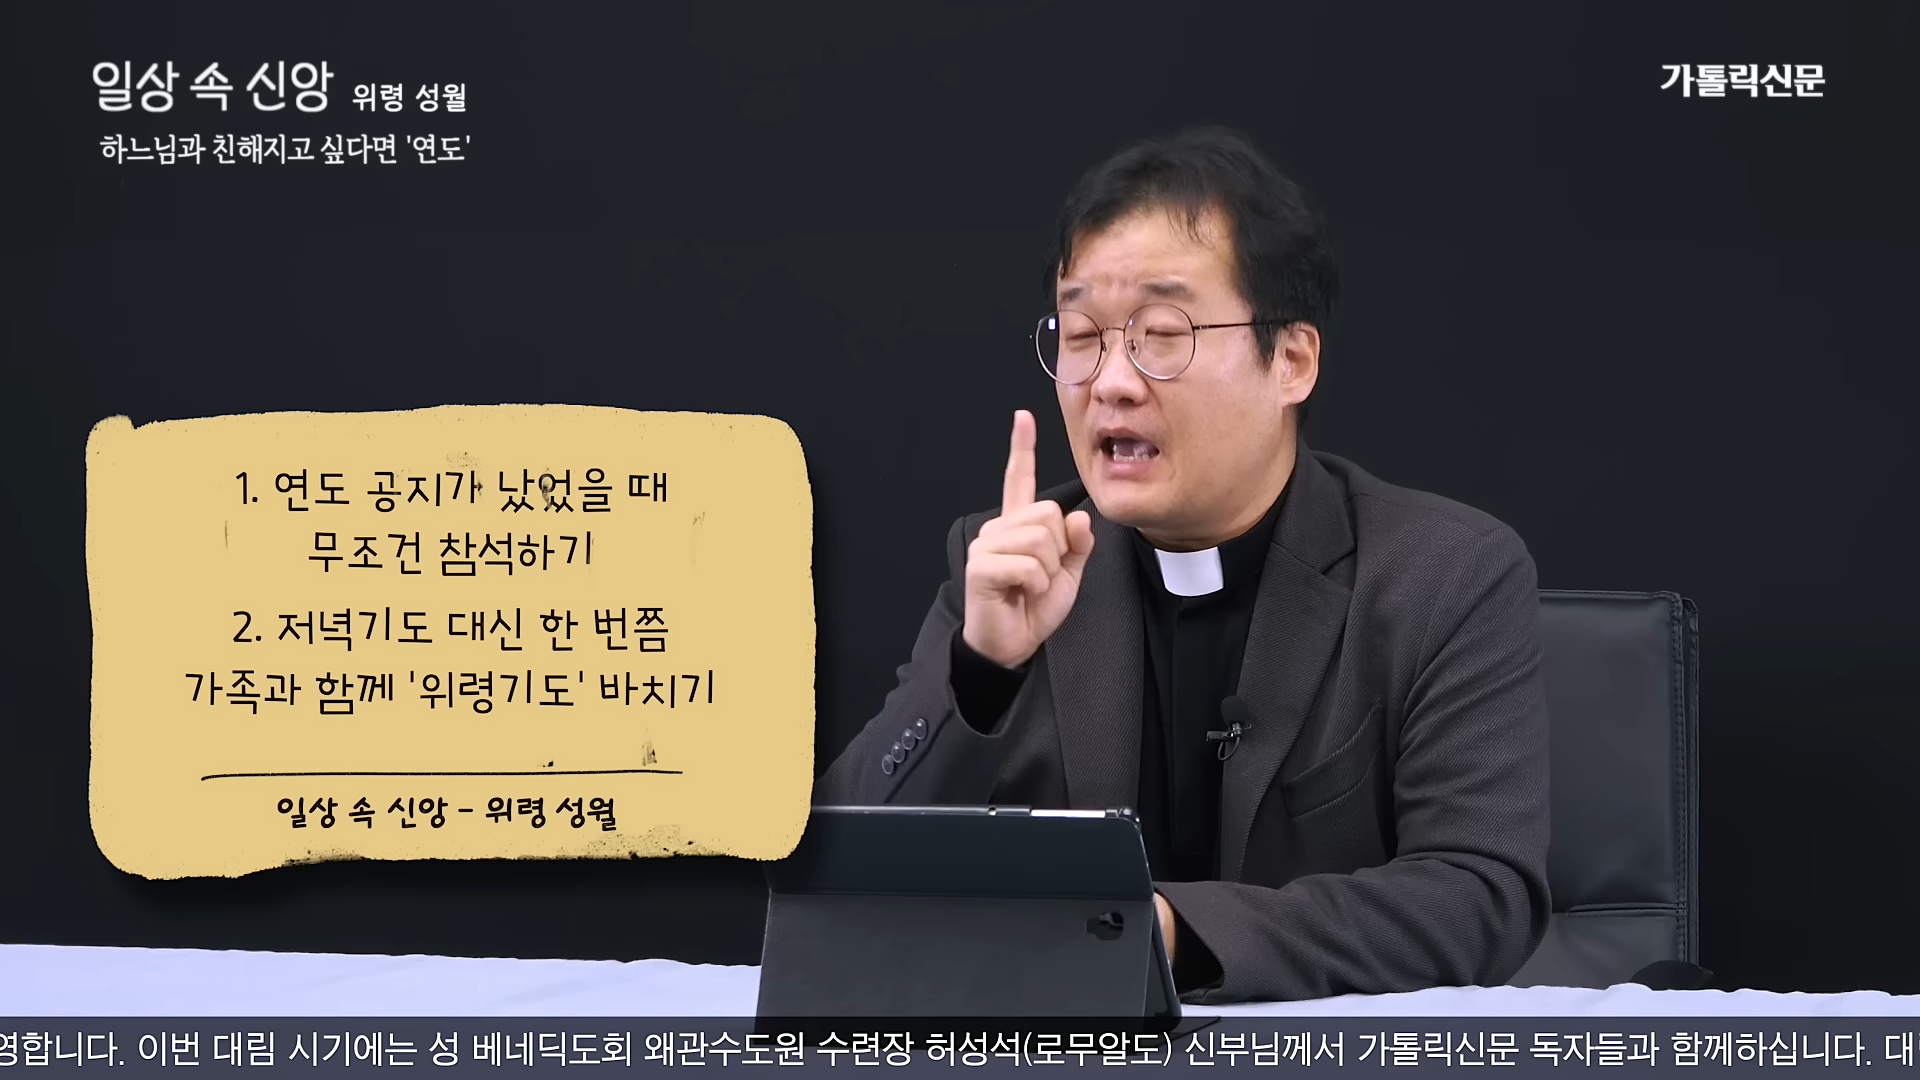 일상 속 신앙 위령 성월
하느님과 친해지고 싶다면 '연도'
가톨릭신문
1. 연도 공지가 났었을 때
무조건 참석하기
2. 저녁기도 대신 한 번쯤
가족과 함께 '위령기도' 바치기
일상 속 신앙 - 위령 성월
영합니다. 이번 대림 시기에는 성 베네딕도회 왜관수도원 수련장 허성석(로무알도) 신부님께서 가톨릭신문 독자들과 함께하십니다. 대